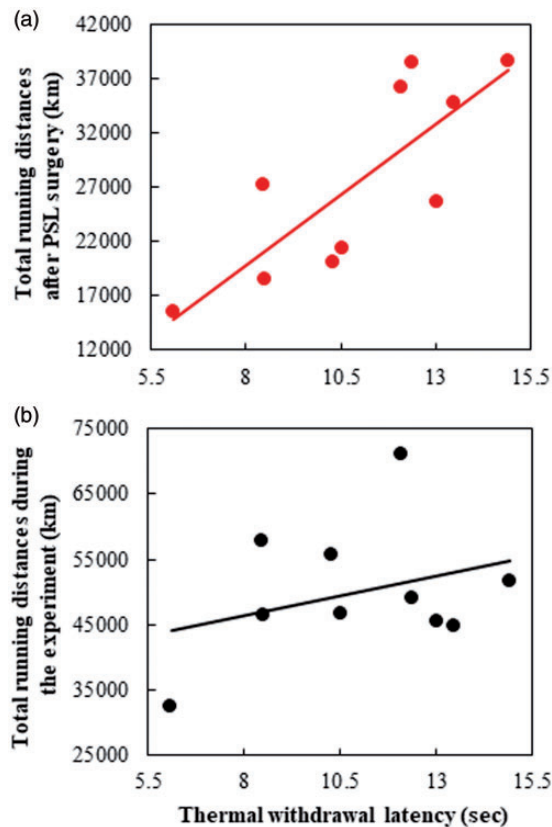 (a)
Total running distances
after PSL surgery (km)
42000
37000
32000
27000
22000
17000
12000
5.5 8 10.5 13 15.5
(b)
Total running distances during
the experiment (km)
75000
65000
55000
45000
35000
25000
5.5 8 10.5 13 15.5
Thermal withdrawal latency (sec)